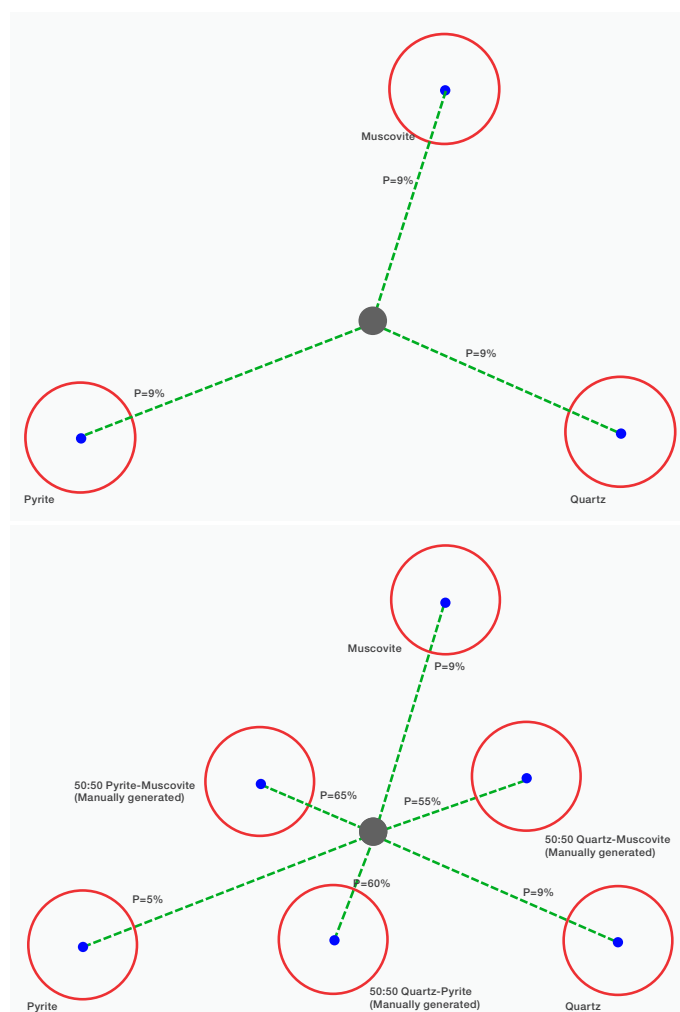 Muscovite
P=9%
P=9%
P=9%
Pyrite
Quartz
Muscovite
P=9%
50:50 Pyrite-Muscovite
(Manually generated)
P=65%
P=55%
50:50 Quartz-Muscovite
(Manually generated)
P=60%
P=9%
P=5%
50:50 Quartz-Pyrite
(Manually generated)
Pyrite
Quartz